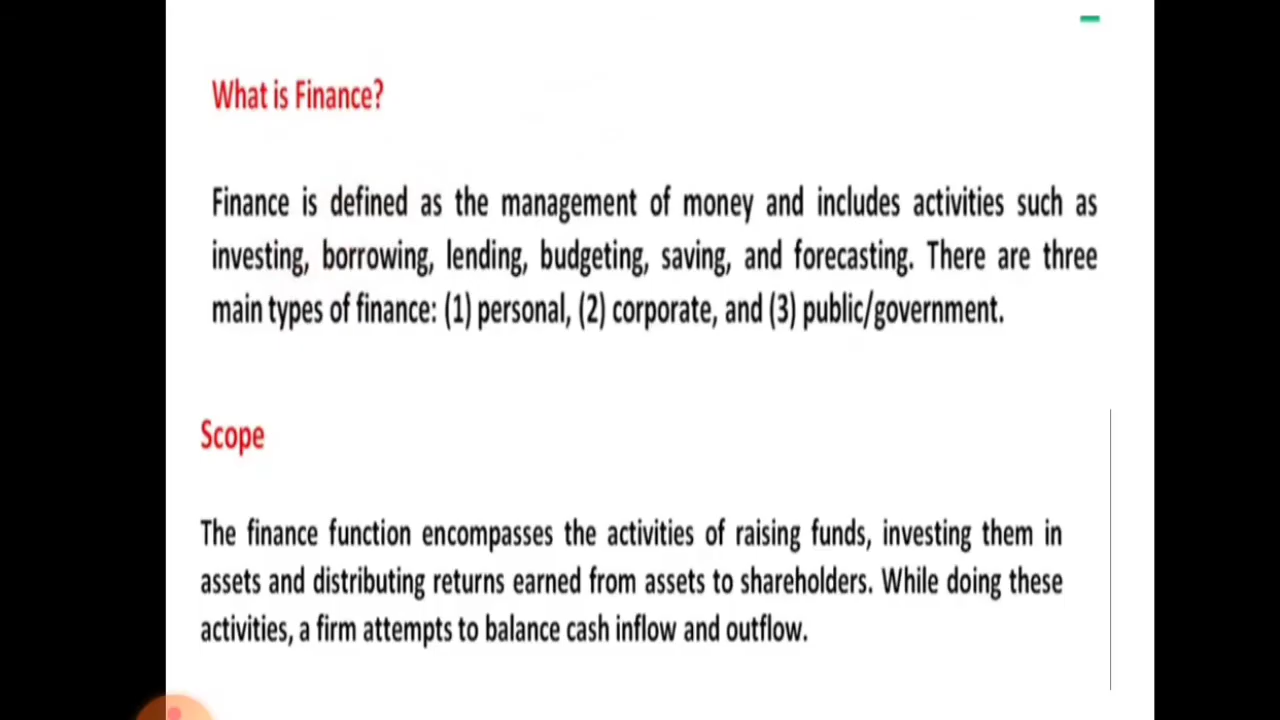 What is Finance?
Finance is defined as the management of money and includes activities such as
investing, borrowing, lending, budgeting, saving, and forecasting. There are three
main types of finance: (1) personal, (2) corporate, and (3) public/government.
Scope
The finance function encompasses the activities of raising funds, investing them in
assets and distributing returns earned from assets to shareholders. While doing these
activities, a firm attempts to balance cash inflow and outflow.